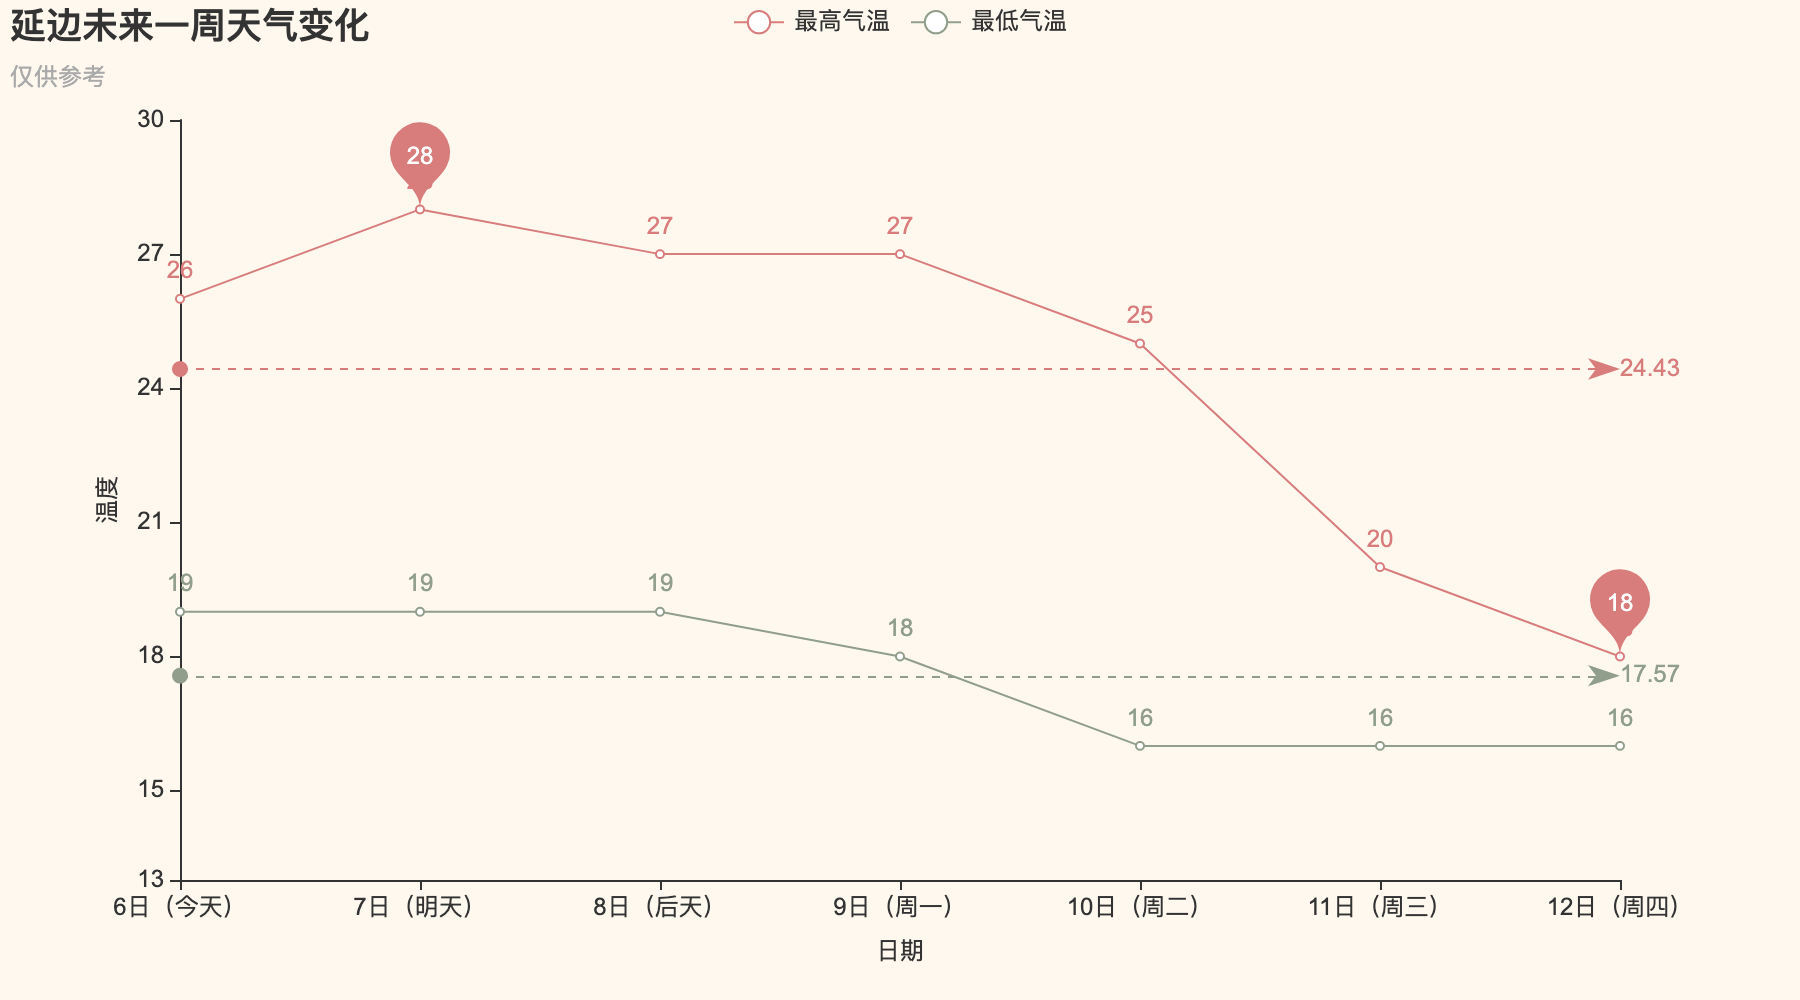 延边未来一周天气变化
仅供参考
最高气温
最低气温
30
27
24
21
18
15
13
温度
26
28
27
27
25
20
18
24.43
19
19
19
18
16
16
16
17.57
6日（今天）
7日（明天）
8日（后天）
9日（周一）
10日（周二）
11日（周三）
12日（周四）
日期